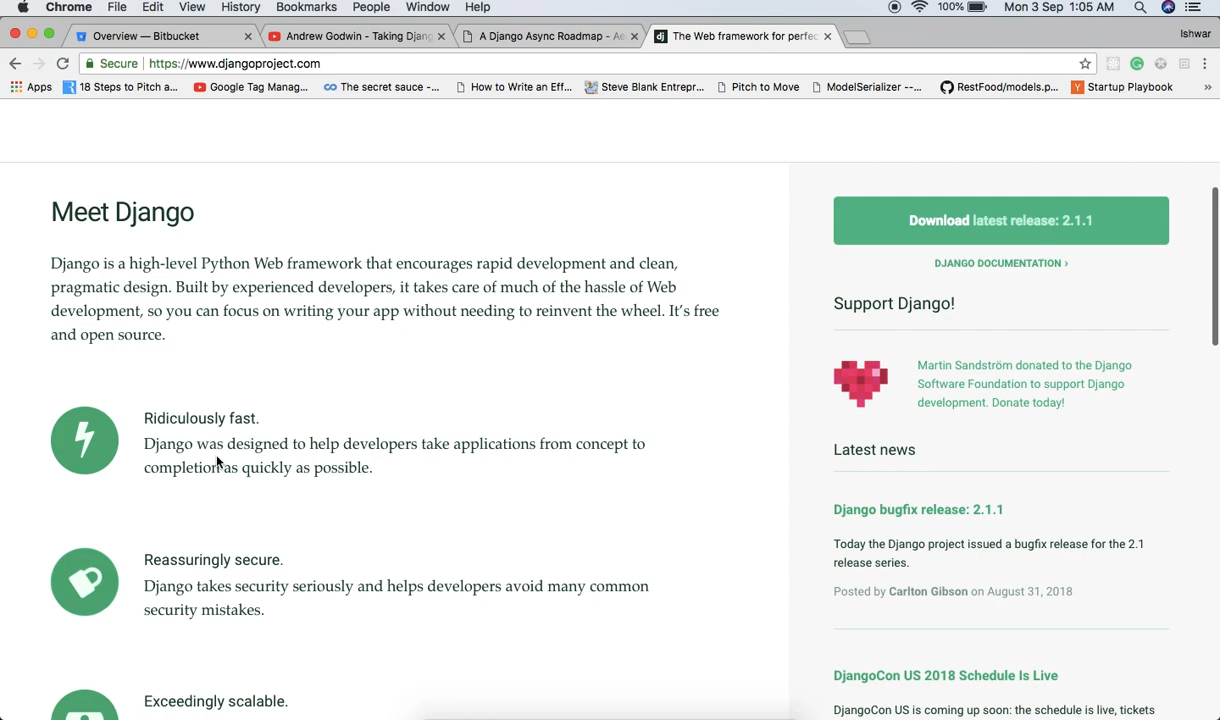 Chrome File Edit View History Bookmarks People Window Help 100% Mon 3 Sep 1:05 AM
Overview — Bitbucket
Andrew Godwin - Taking Djang
A Django Async Roadmap - Ae
dj The Web framework for perfec
Ishwar
Secure https://www.djangoproject.com
Apps 18 Steps to Pitch a... Google Tag Manag... The secret sauce -... How to Write an Eff... Steve Blank Entrepr... Pitch to Move ModelSerializer --... RestFood/models.p... Startup Playbook »
Meet Django
Django is a high-level Python Web framework that encourages rapid development and clean,
pragmatic design. Built by experienced developers, it takes care of much of the hassle of Web
development, so you can focus on writing your app without needing to reinvent the wheel. It's free
and open source.
Ridiculously fast.
Django was designed to help developers take applications from concept to
completion as quickly as possible.
Reassuringly secure.
Django takes security seriously and helps developers avoid many common
security mistakes.
Exceedingly scalable.
Download latest release: 2.1.1
DJANGO DOCUMENTATION ›
Support Django!
Martin Sandström donated to the Django
Software Foundation to support Django
development. Donate today!
Latest news
Django bugfix release: 2.1.1
Today the Django project issued a bugfix release for the 2.1
release series.
Posted by Carlton Gibson on August 31, 2018
DjangoCon US 2018 Schedule Is Live
DjangoCon US is coming up soon: the schedule is live, tickets